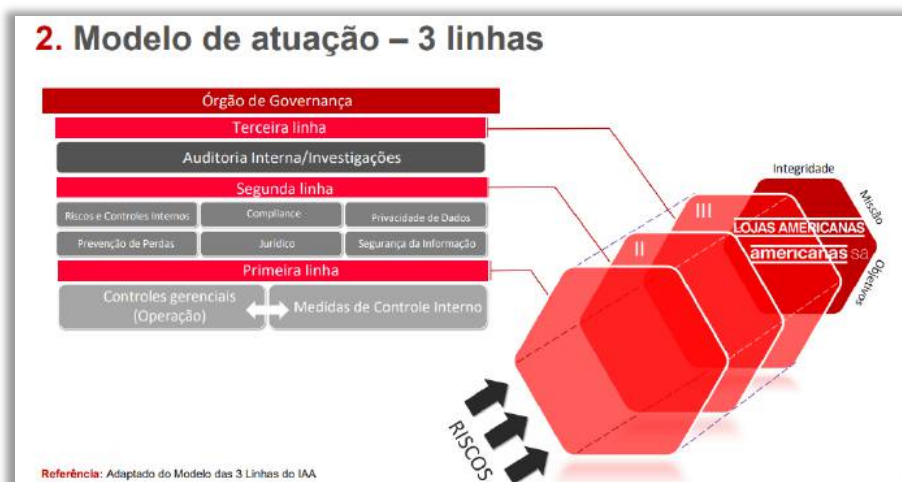 2. Modelo de atuação – 3 linhas
Órgão de Governança
Terceira linha
Auditoria Interna/Investigações
Segunda linha
Riscos e Controles Internos
Compliance
Privacidade de Dados
Prevenção de Perdas
Jurídico
Segurança da Informação
Primeira linha
Controles gerenciais
(Operação)
Medidas de Controle Interno
Integridade
Missão
Objetivos
III
LOJAS AMERICANAS
americanas sa
II
RISCOS
Referência: Adaptado do Modelo das 3 Linhas do IAA